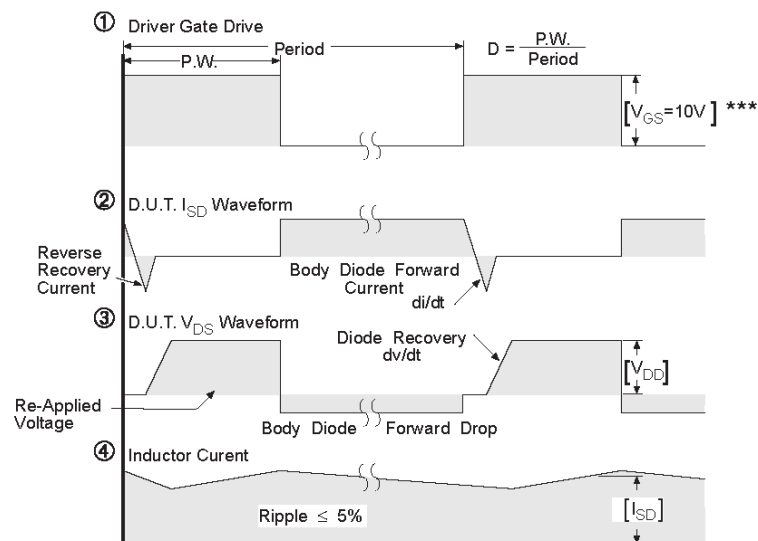 ① Driver Gate Drive
Period
P.W.
D = P.W. / Period
[V_GS=10V] ***
② D.U.T. I_SD Waveform
Reverse
Recovery
Current
Body Diode Forward
Current
di/dt
③ D.U.T. V_DS Waveform
Diode Recovery
dv/dt
[V_DD]
Re-Applied
Voltage
Body Diode Forward Drop
④ Inductor Curent
Ripple ≤ 5%
[I_SD]